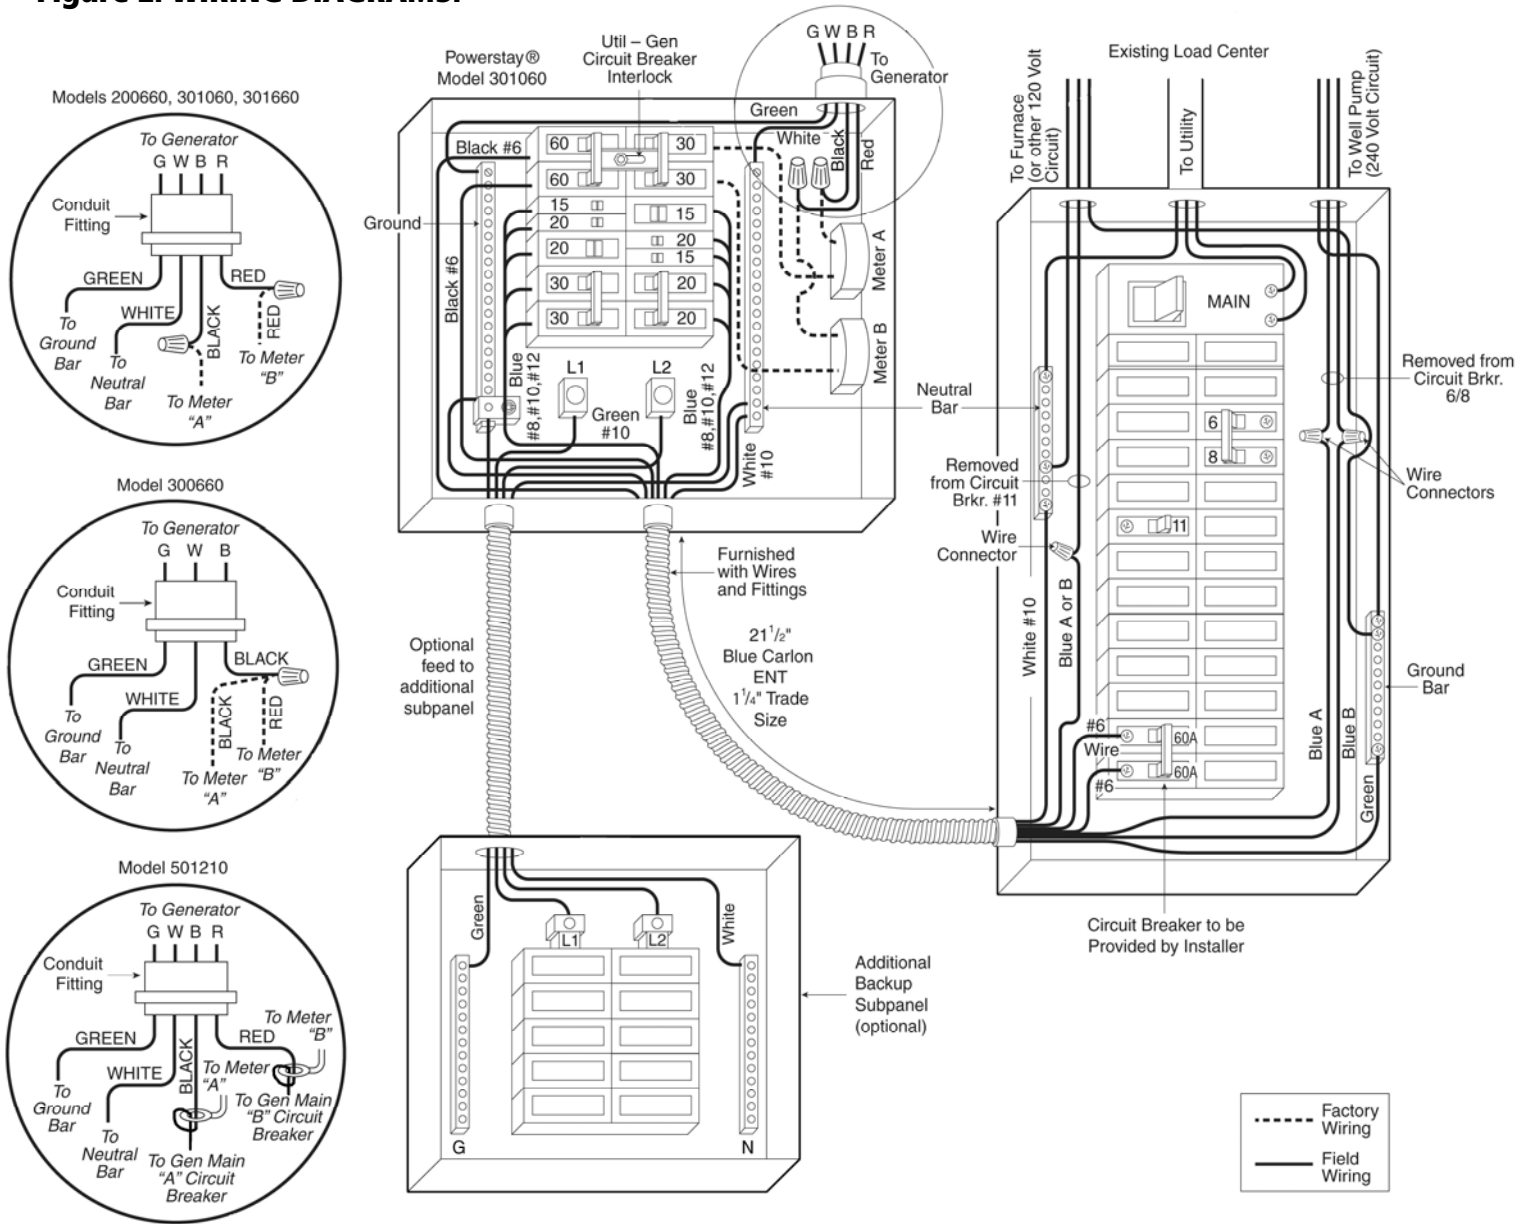 Figure 2. WIRING DIAGRAMS.
Models 200660, 301060, 301660
To Generator
G W B R
Conduit
Fitting
GREEN
RED
WHITE
BLACK
RED
To
Ground
Bar
To
Neutral
Bar
To Meter
"A"
To Meter
"B"
Model 300660
To Generator
G W B
Conduit
Fitting
GREEN
BLACK
WHITE
BLACK
RED
To
Ground
Bar
To
Neutral
Bar
To Meter
"A"
To Meter
"B"
Model 501210
To Generator
G W B R
Conduit
Fitting
GREEN
RED
WHITE
BLACK
To Meter
"B"
To Meter
"A"
To
Ground
Bar
To
Neutral
Bar
To Gen Main
"B" Circuit
Breaker
To Gen Main
"A" Circuit
Breaker
Powerstay®
Model 301060
Util – Gen
Circuit Breaker
Interlock
G W B R
To
Generator
Green
White
Black
Red
Black #6
60
30
60
30
15
20
15
20
20
15
30
20
30
20
Ground
Black #6
Meter A
Meter B
L1
L2
Blue
#8,#10,#12
Green
#10
Blue
#8,#10,#12
White
#10
Neutral
Bar
Furnished
with Wires
and Fittings
21 1/2"
Blue Carlon
ENT
1 1/4" Trade
Size
Optional
feed to
additional
subpanel
Green
L1
L2
White
G
N
Additional
Backup
Subpanel
(optional)
Existing Load Center
To Furnace
(or other 120 Volt
Circuit)
To Utility
To Well Pump
(240 Volt Circuit)
MAIN
6
8
11
Removed from
Circuit Brkr.
6/8
Removed
from Circuit
Brkr. #11
Wire
Connector
Wire
Connectors
White #10
Blue A or B
Blue A
Blue B
Ground
Bar
Green
#6
Wire
#6
60A
60A
Circuit Breaker to be
Provided by Installer
Factory
Wiring
Field
Wiring